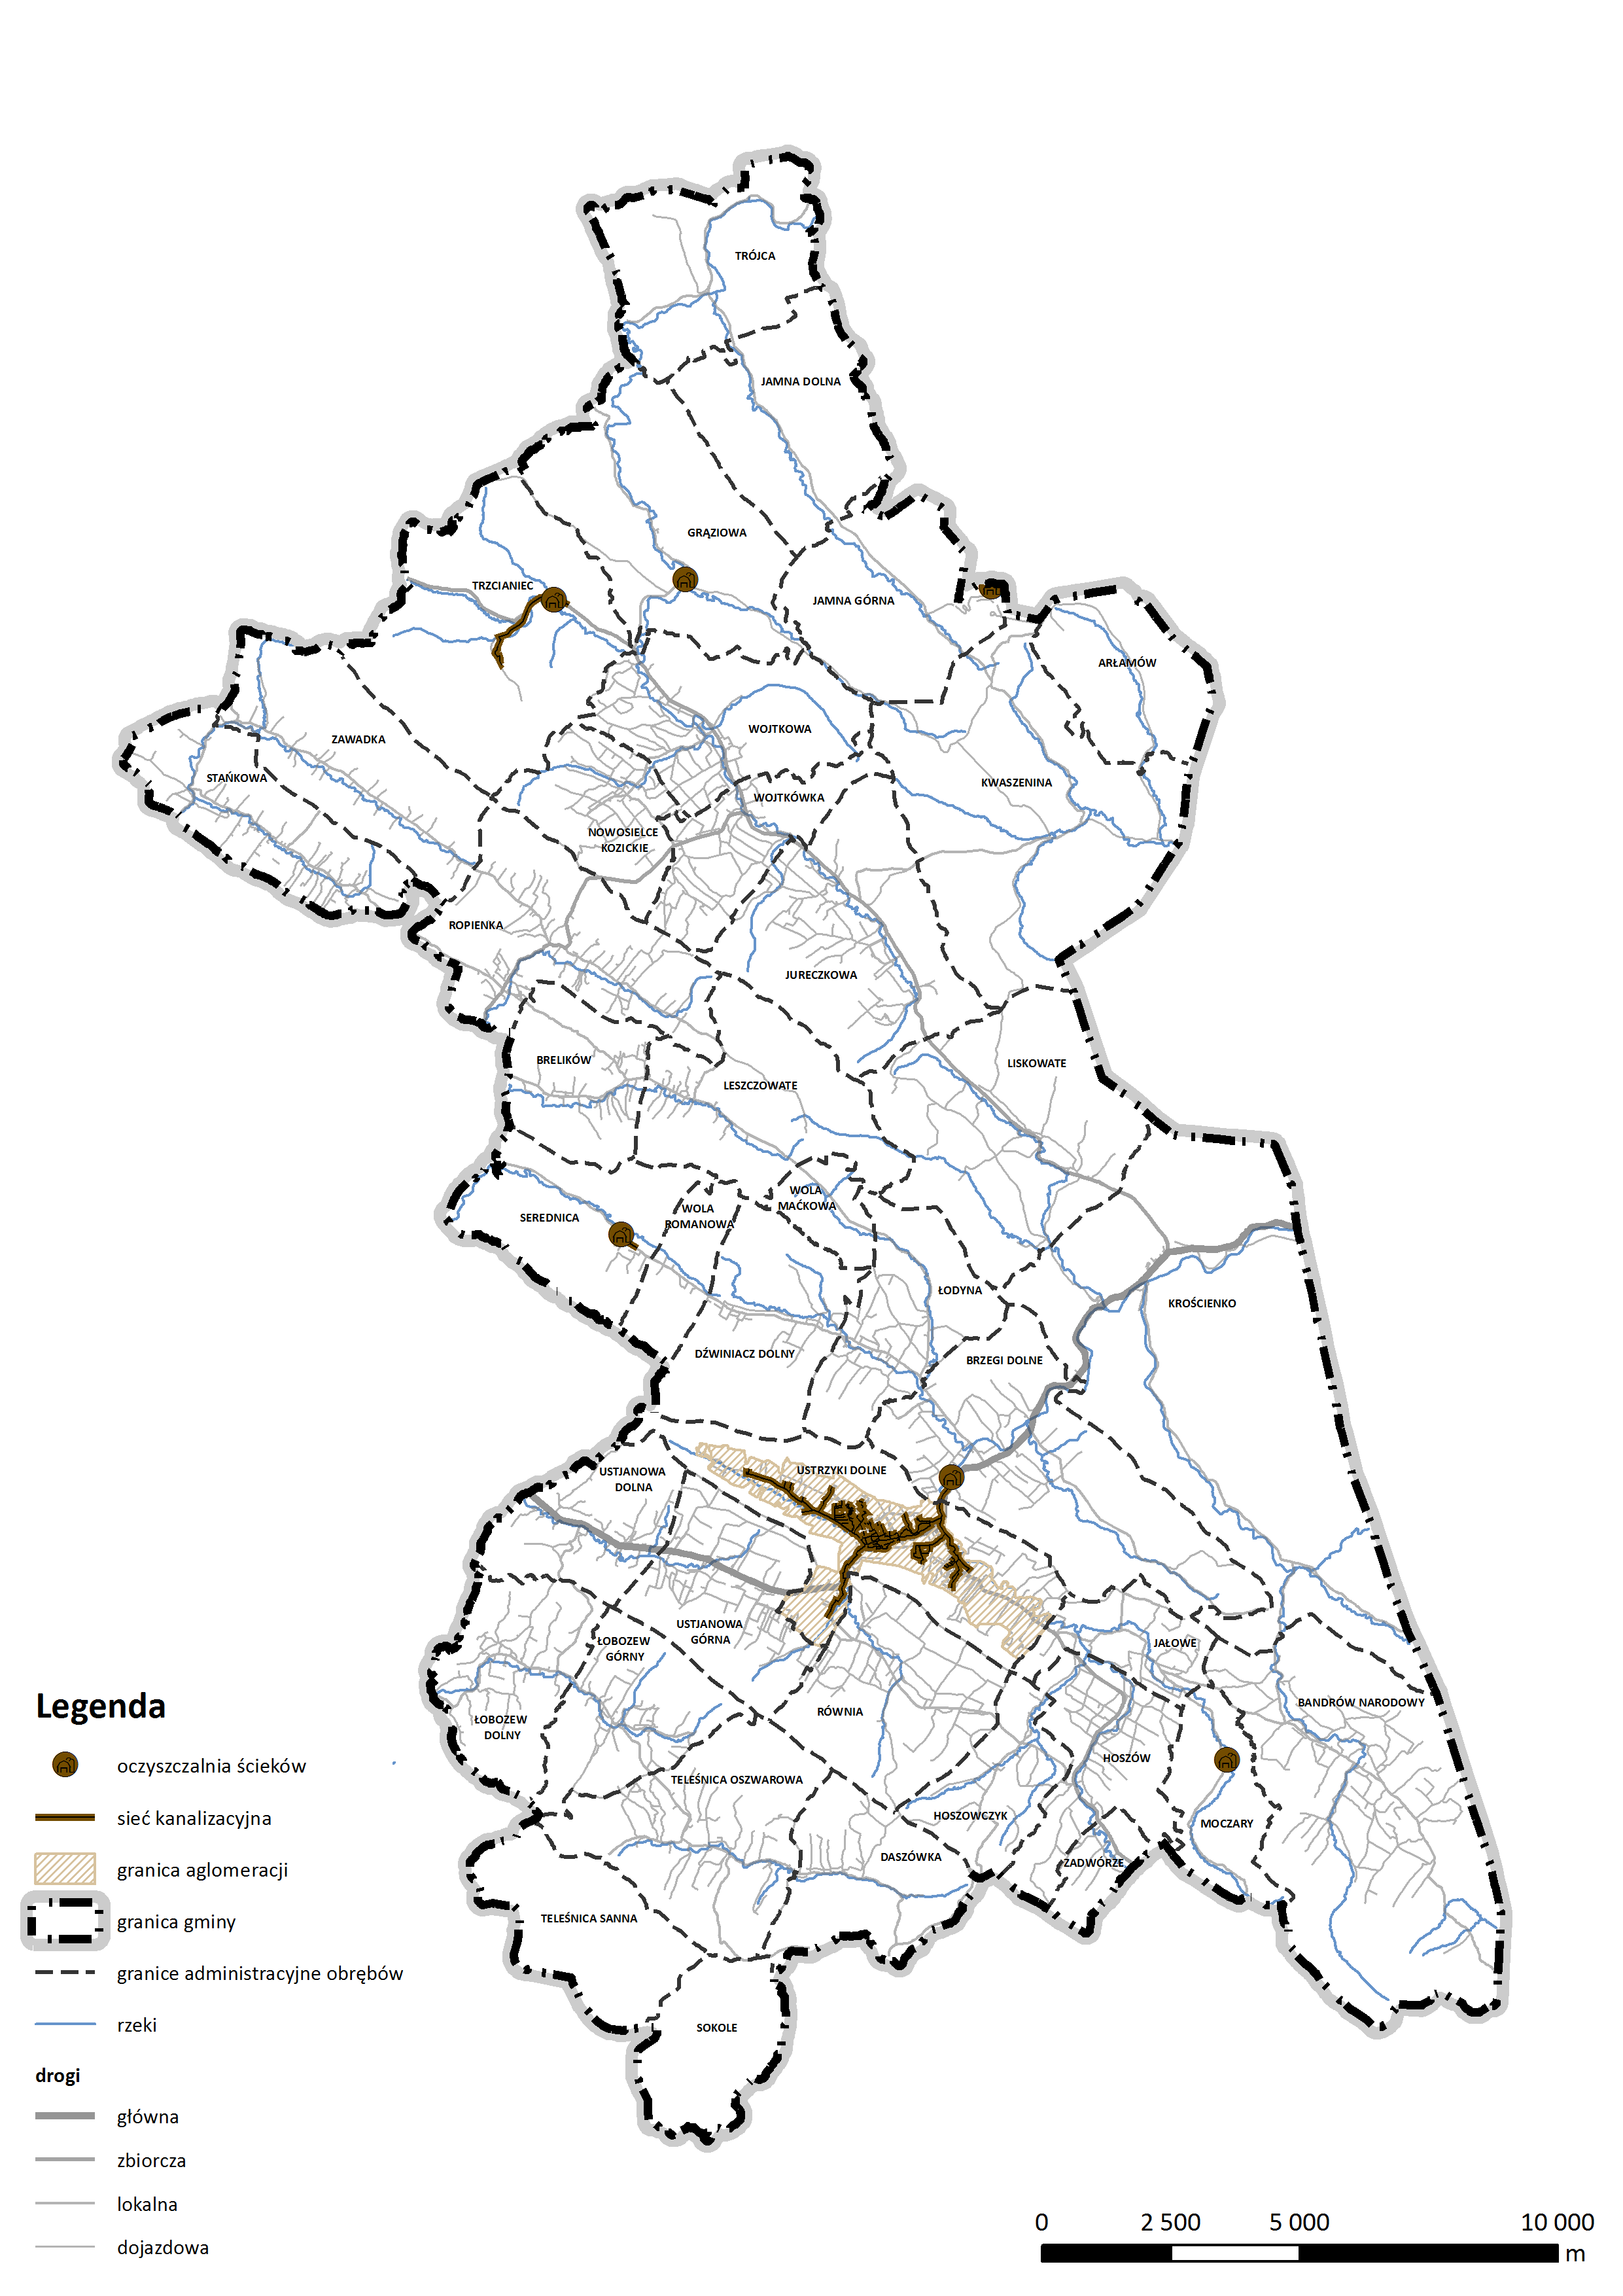 TRÓJCA
JAMNA DOLNA
GRĄZIOWA
TRZCIANIEC
JAMNA GÓRNA
ARŁAMÓW
WOJTKOWA
ZAWADKA
STAŃKOWA
KWASZENINA
WOJTKÓWKA
NOWOSIELCE
KOZICKIE
ROPIENKA
JURECZKOWA
BRELIKÓW
LISKOWATE
LESZCZOWATE
WOLA
MAĆKOWA
WOLA
ROMANOWA
SEREDNICA
ŁODYNA
KROŚCIENKO
DŹWINIACZ DOLNY
BRZEGI DOLNE
USTJANOWA
DOLNA
USTRZYKI DOLNE
USTJANOWA
GÓRNA
ŁOBOZEW
GÓRNY
JAŁOWE
BANDRÓW NARODOWY
RÓWNIA
ŁOBOZEW
DOLNY
HOSZÓW
TELEŚNICA OSZWAROWA
HOSZOWCZYK
MOCZARY
DASZÓWKA
ZADWÓRZE
TELEŚNICA SANNA
SOKOLE
Legenda
oczyszczalnia ścieków
sieć kanalizacyjna
granica aglomeracji
granica gminy
granice administracyjne obrębów
rzeki
drogi
główna
zbiorcza
lokalna
dojazdowa
0 2 500 5 000 10 000
m